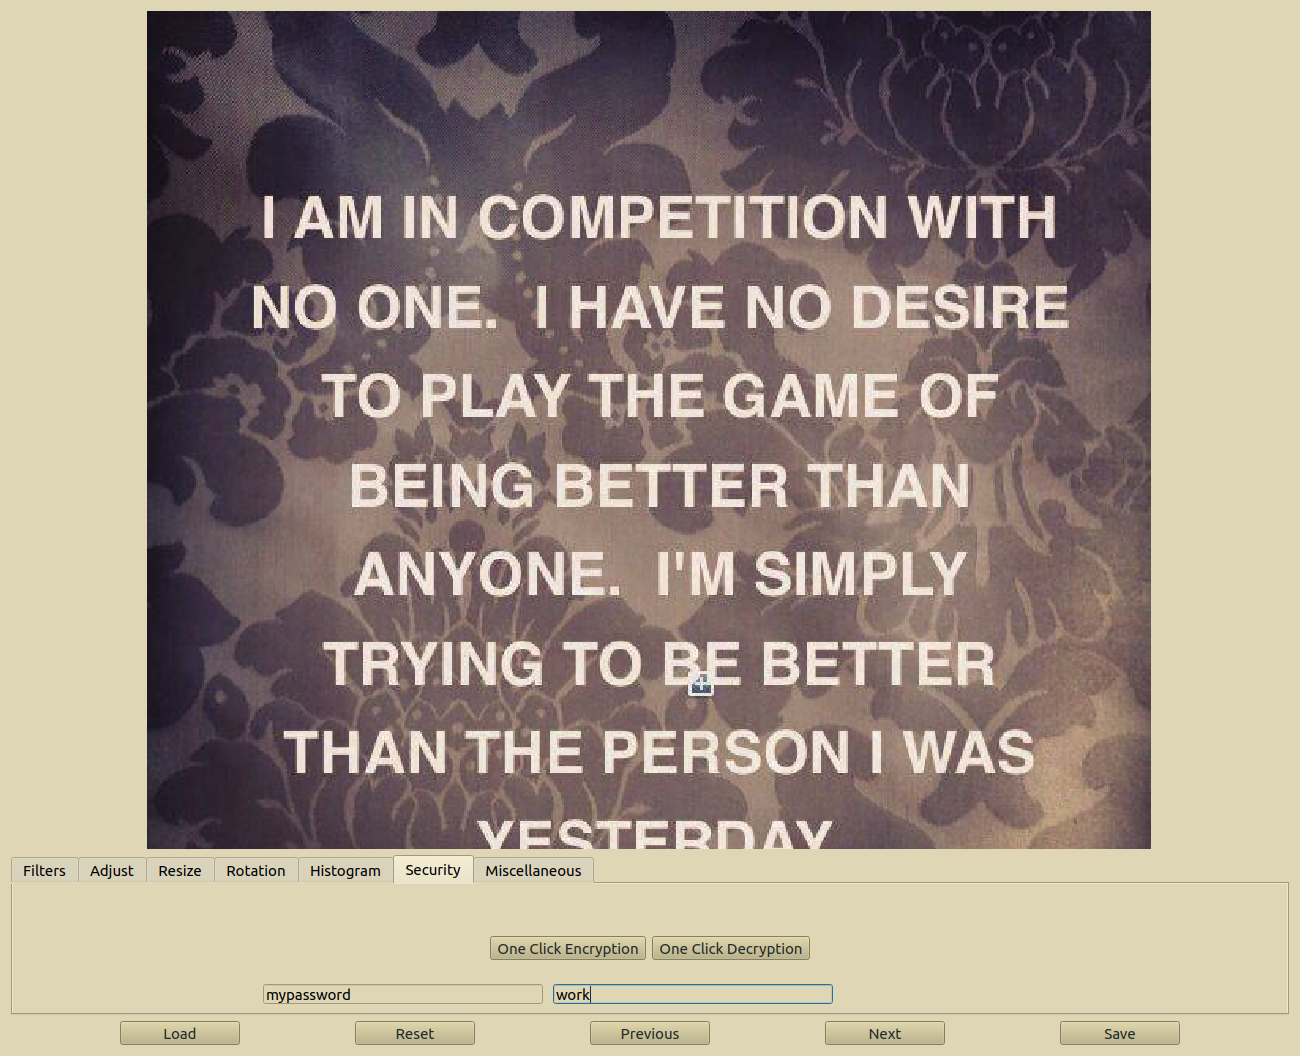 I AM IN COMPETITION WITH
NO ONE. I HAVE NO DESIRE
TO PLAY THE GAME OF
BEING BETTER THAN
ANYONE. I'M SIMPLY
TRYING TO BE BETTER
THAN THE PERSON I WAS
YESTERDAY
Filters Adjust Resize Rotation Histogram Security Miscellaneous
One Click Encryption One Click Decryption
mypassword work
Load Reset Previous Next Save